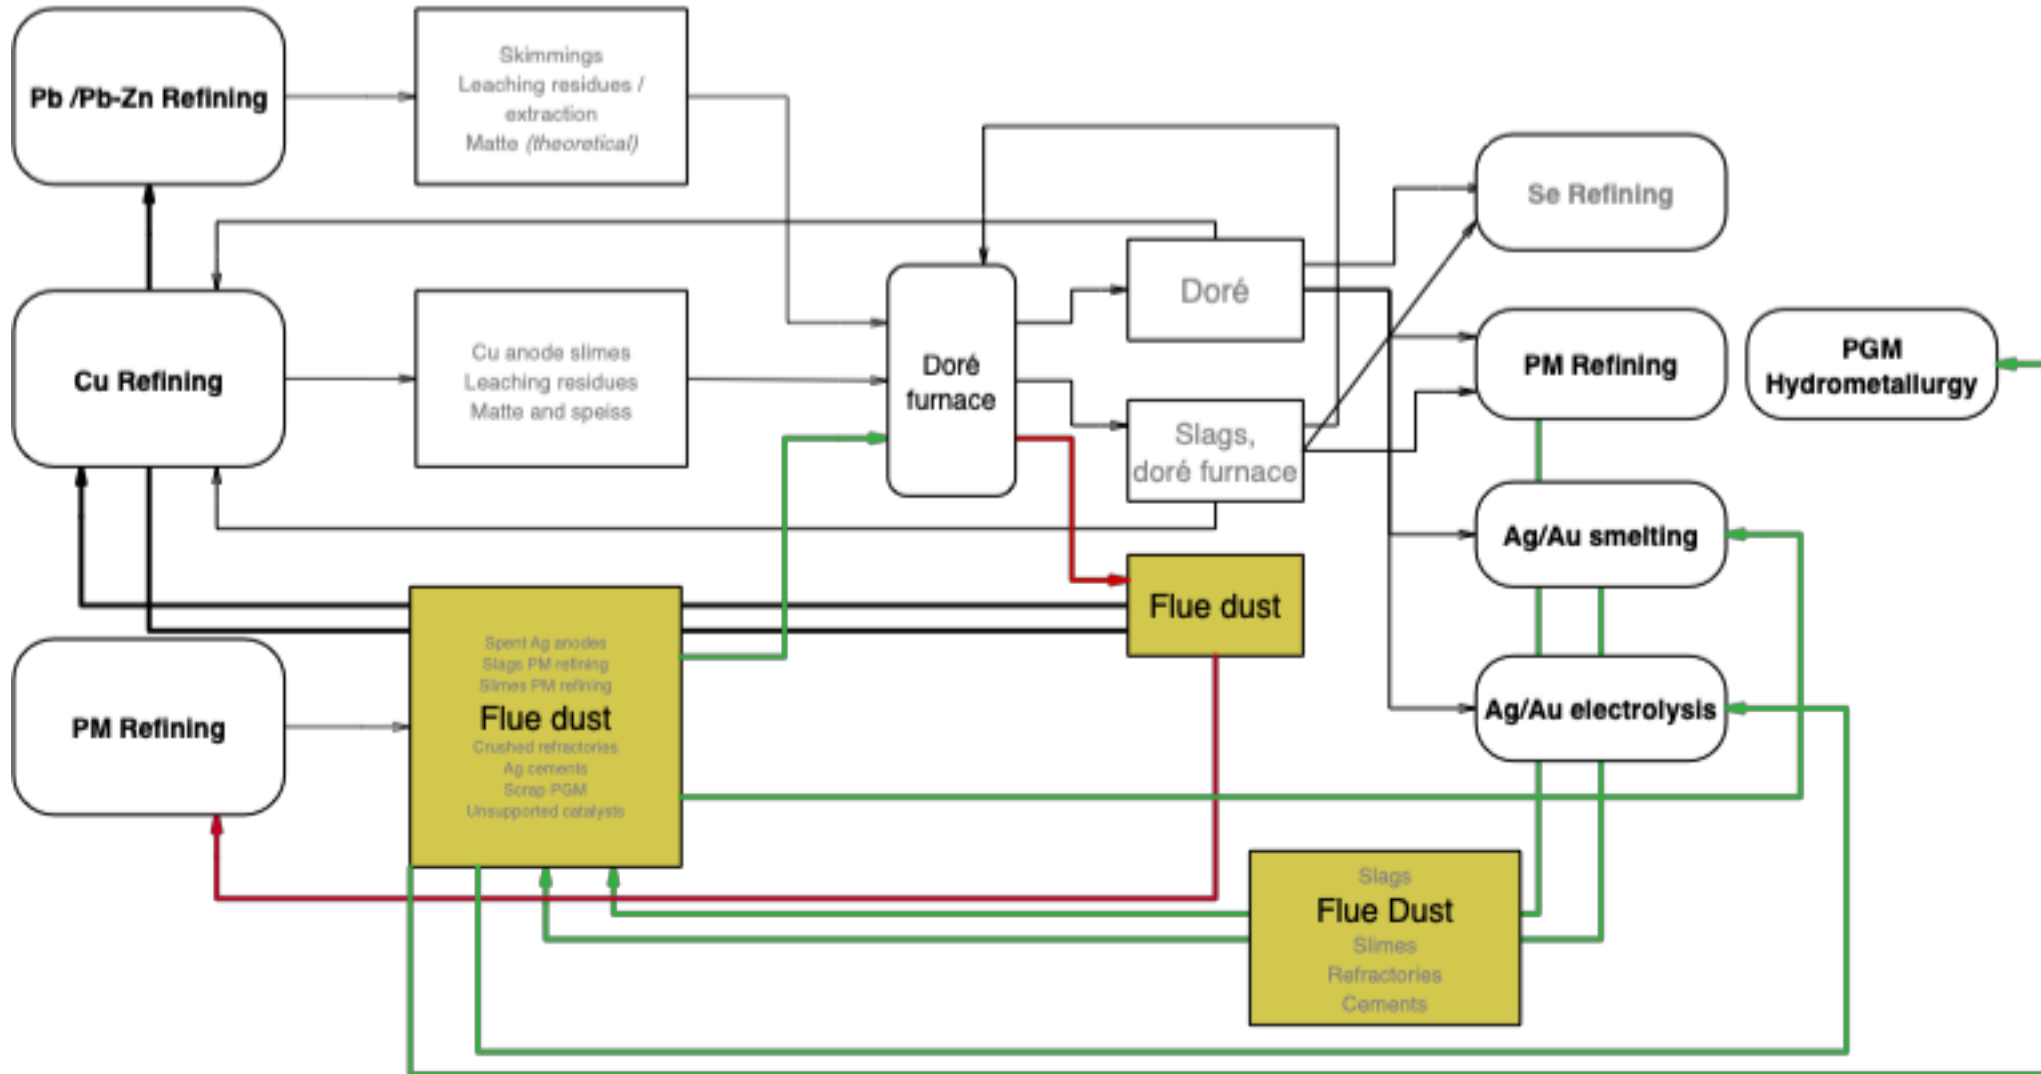 Pb /Pb-Zn Refining
Skimmings
Leaching residues /
extraction
Matte (theoretical)
Se Refining
Doré
Cu Refining
Cu anode slimes
Leaching residues
Matte and speiss
Doré
furnace
PM Refining
PGM
Hydrometallurgy
Slags,
doré furnace
Ag/Au smelting
Flue dust
PM Refining
Spent Ag anodes
Slags PM refining
Slimes PM refining
Flue dust
Crushed refractories
Ag cements
Scrap PGM
Unsupported catalysts
Ag/Au electrolysis
Slags
Flue Dust
Slimes
Refractories
Cements